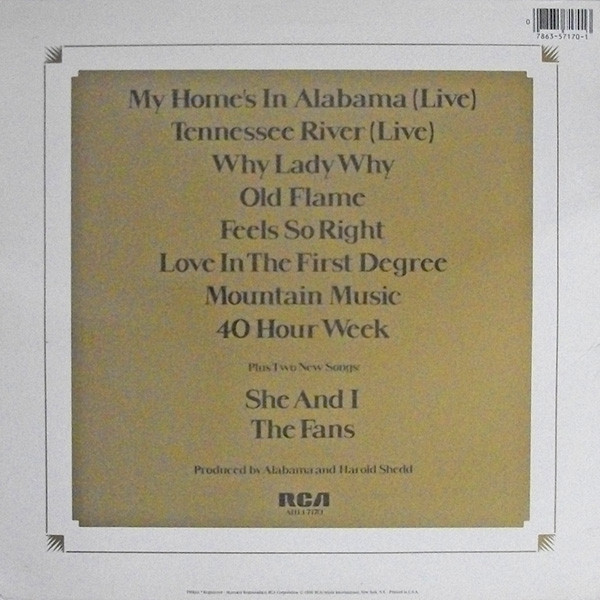 0
7863-57170-1
My Home's In Alabama (Live)
Tennessee River (Live)
Why Lady Why
Old Flame
Feels So Right
Love In The First Degree
Mountain Music
40 Hour Week
Plus Two New Songs:
She And I
The Fans
Produced by Alabama and Harold Shedd
RCA
AHL1-7170